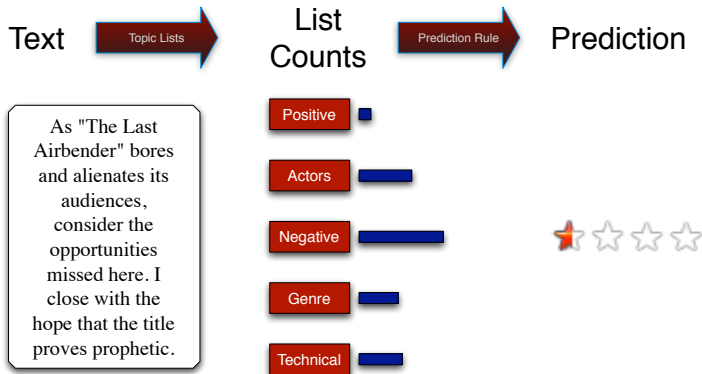 Text
Topic Lists
List
Counts
Prediction Rule
Prediction
As "The Last
Airbender" bores
and alienates its
audiences,
consider the
opportunities
missed here. I
close with the
hope that the title
proves prophetic.
Positive
Actors
Negative
Genre
Technical